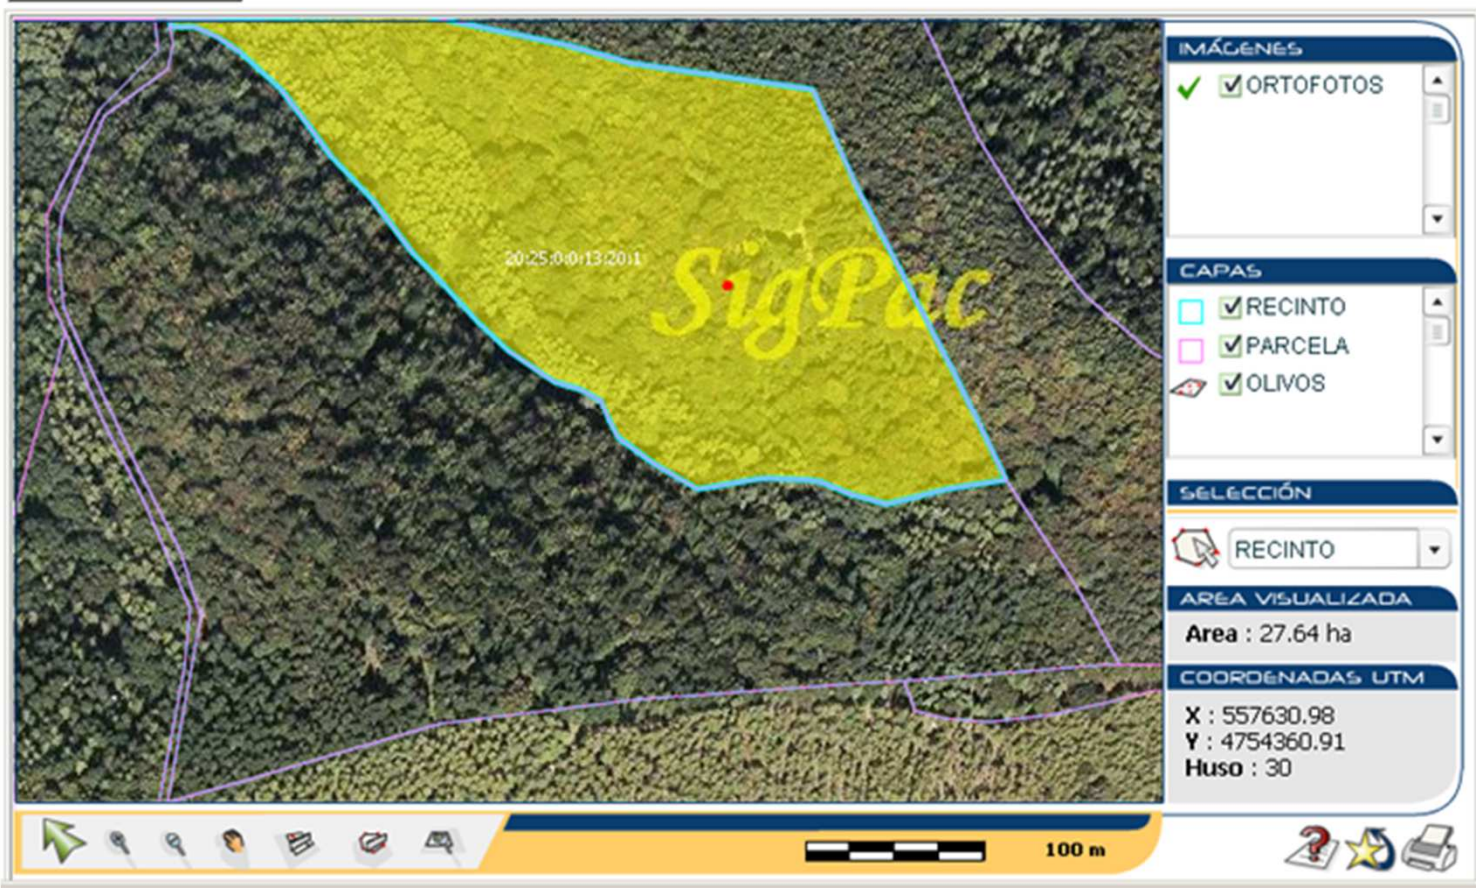 20:25:0:0:13:20:1
SigPac
IMÁGENES
ORTOFOTOS
CAPAS
RECINTO
PARCELA
OLIVOS
SELECCIÓN
RECINTO
AREA VISUALIZADA
Area : 27.64 ha
COORDENADAS UTM
X : 557630.98
Y : 4754360.91
Huso : 30
100 m